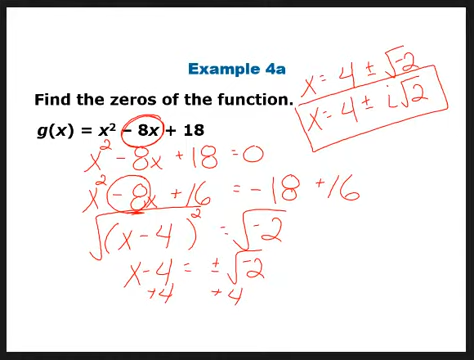 Example 4a
Find the zeros of the function.
g(x) = x² – 8x + 18
x² - 8x + 18 = 0
x² - 8x + 16 = -18 + 16
√(x - 4)² = √-2
x - 4 = ± √-2
+4 +4
x = 4 ± √-2
x = 4 ± i√2